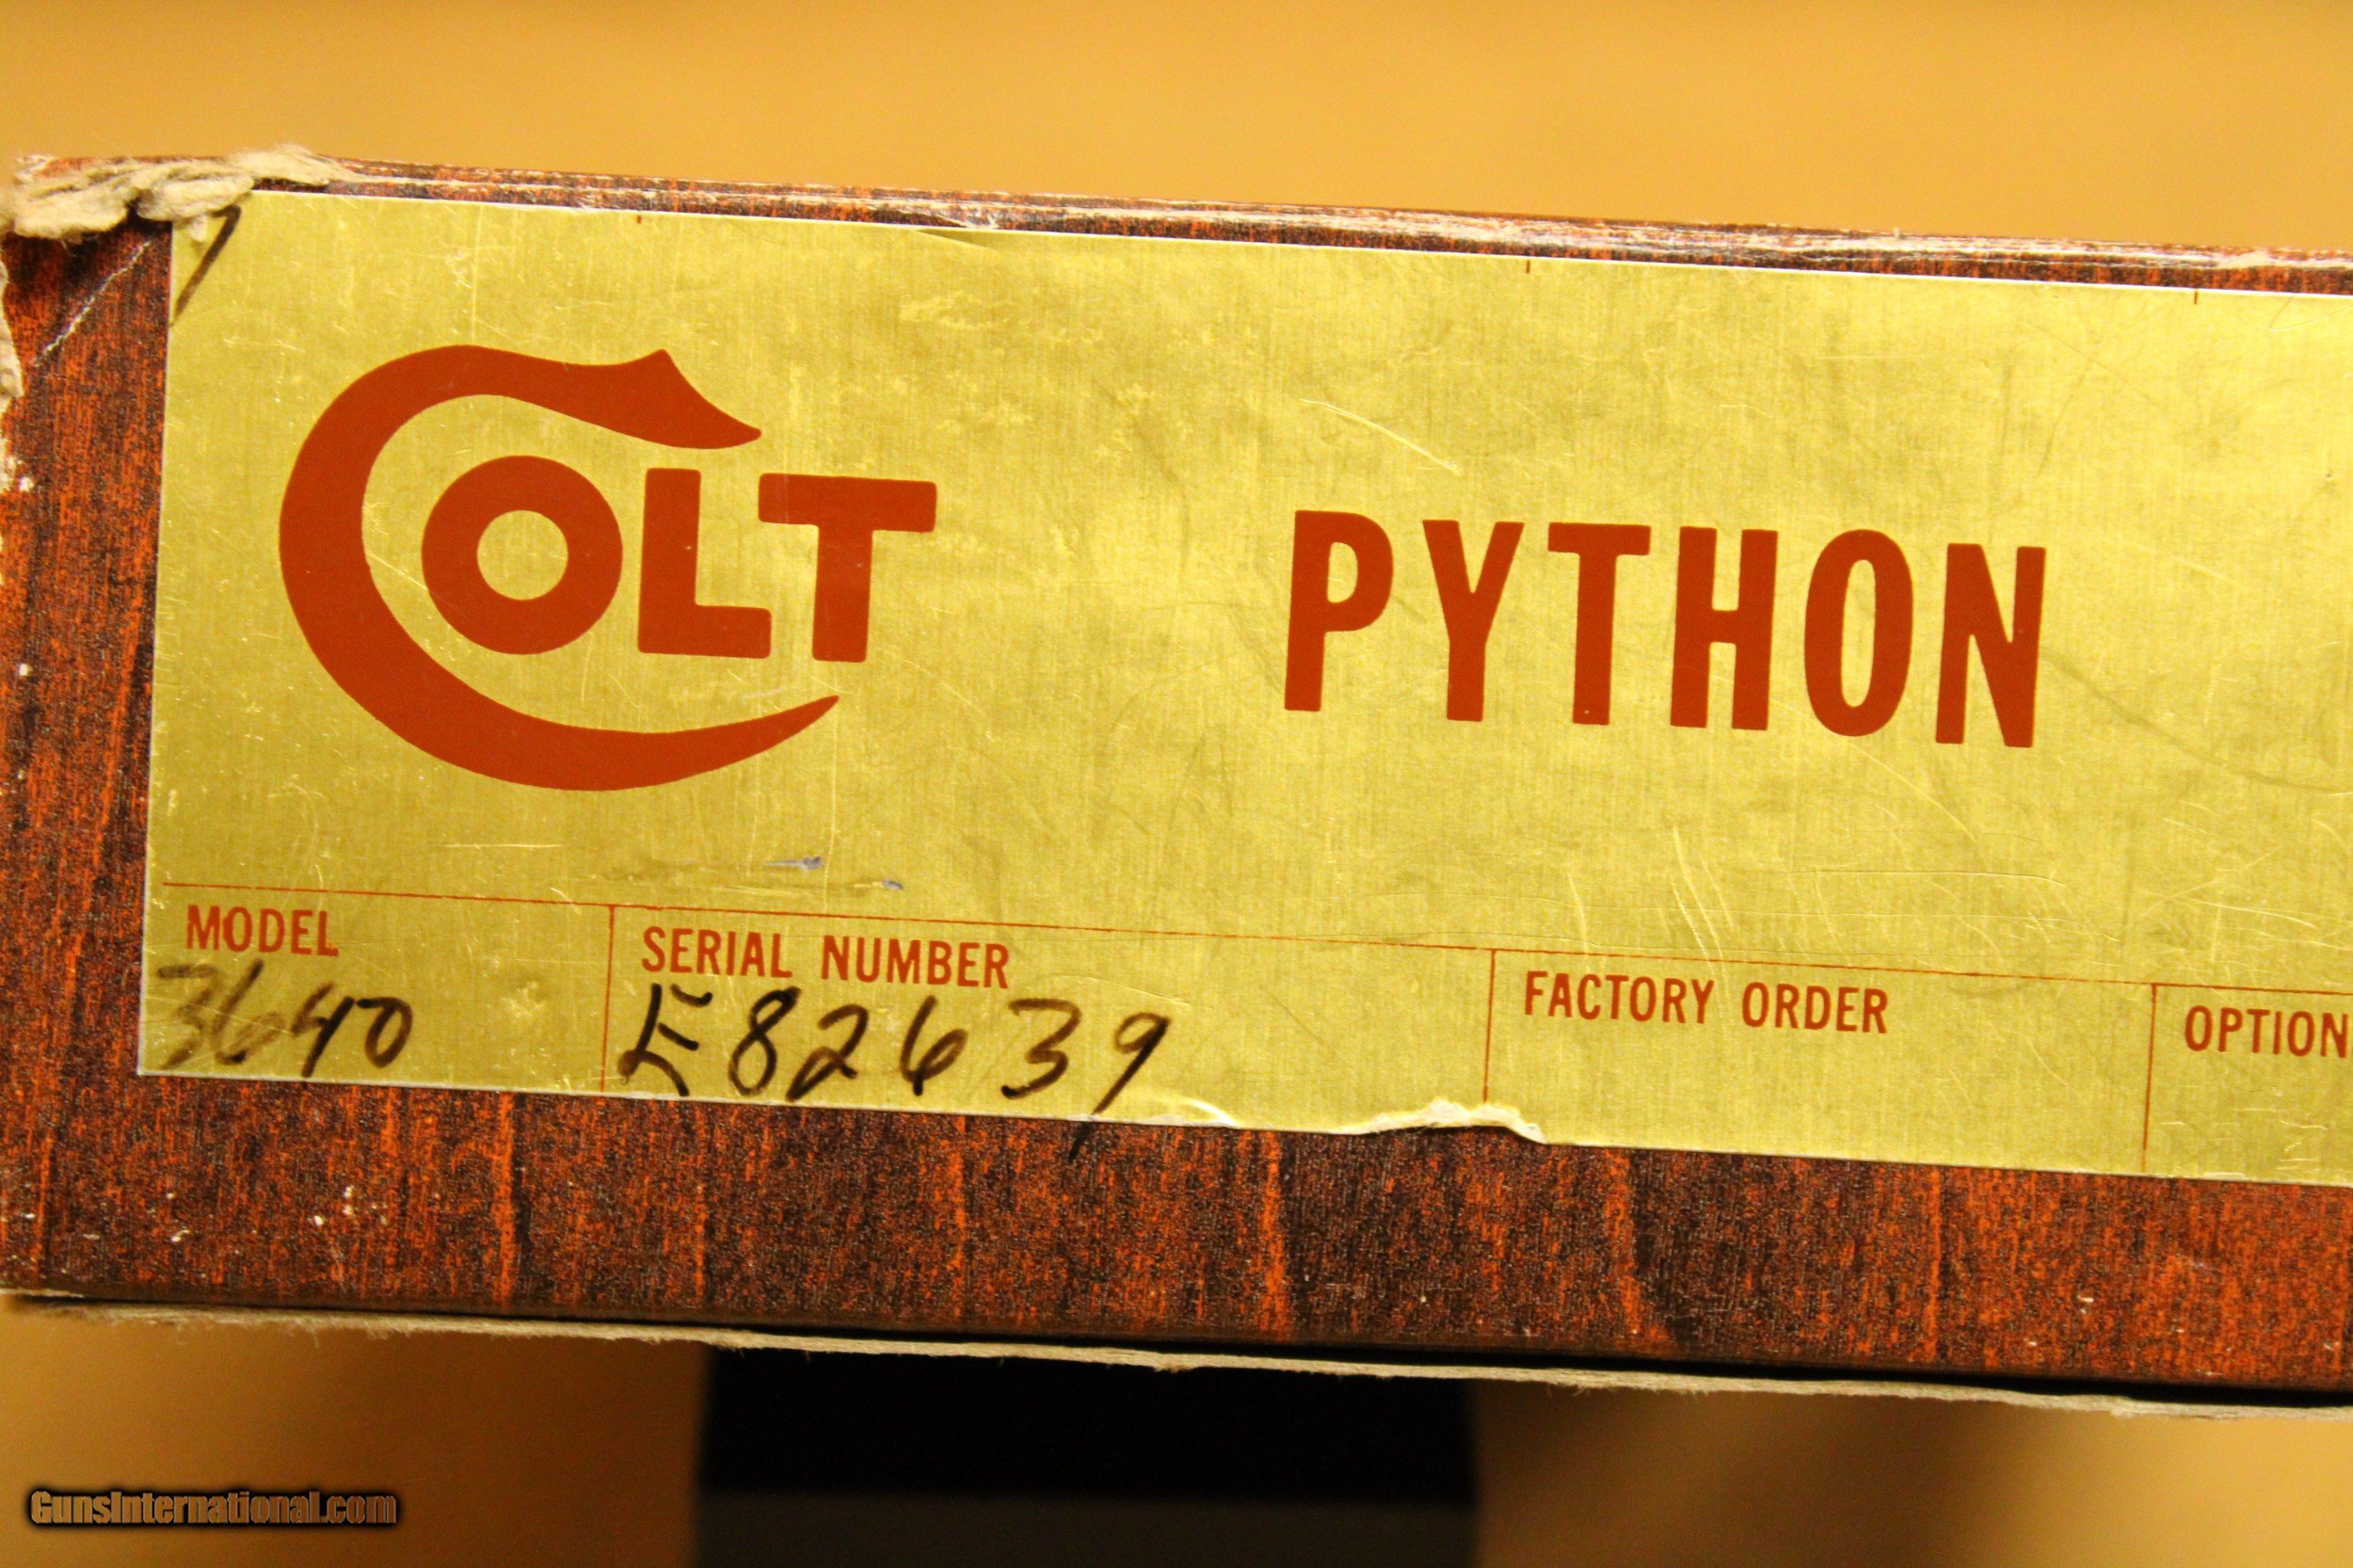 COLT PYTHON
MODEL SERIAL NUMBER FACTORY ORDER OPTION
3640 E82639
GunsInternational.com